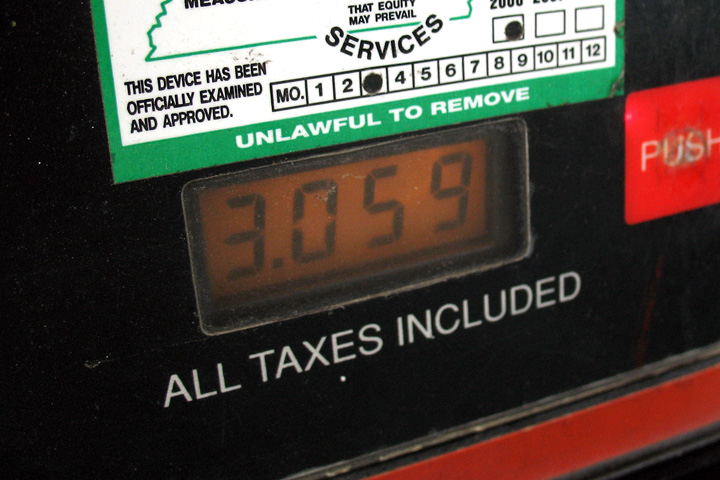 THAT EQUITY
MAY PREVAIL
SERVICES
2006
THIS DEVICE HAS BEEN
OFFICIALLY EXAMINED
AND APPROVED.
MO. 1 2 4 5 6 7 8 9 10 11 12
UNLAWFUL TO REMOVE
PUSH
3.059
ALL TAXES INCLUDED